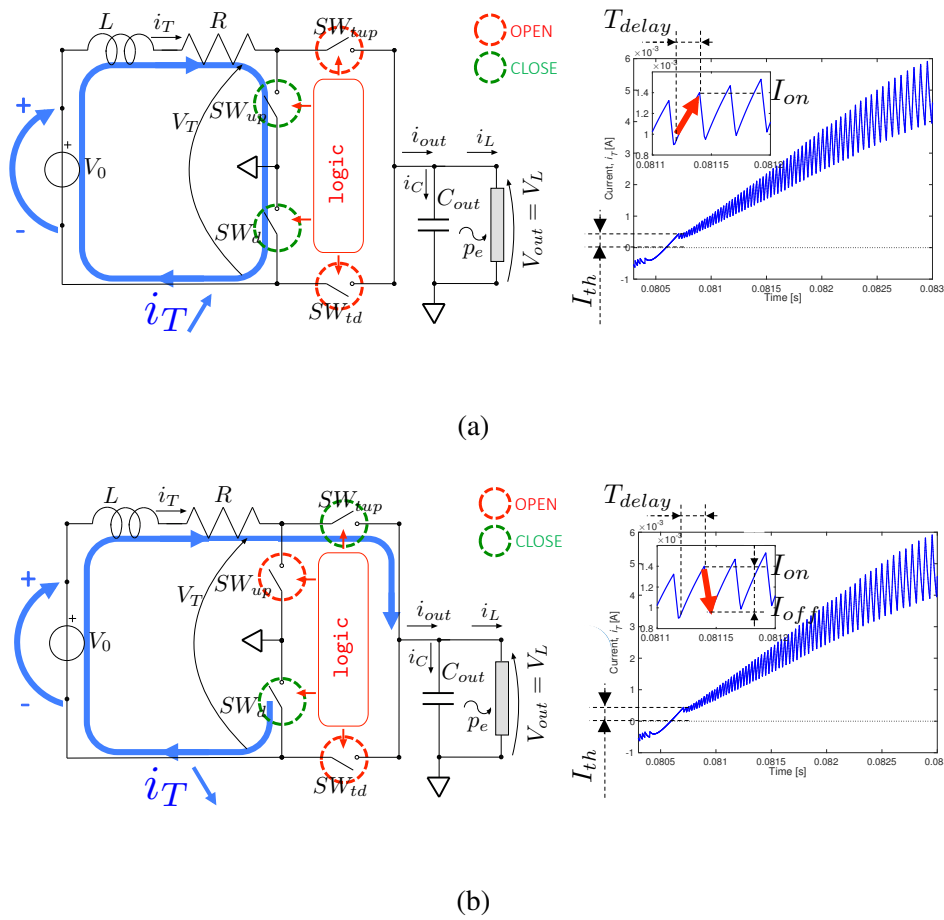 L i_T R SW_tup
OPEN
CLOSE
+
-
V_0
+
V_T
SW_up
SW_d
logic
SW_td
i_T
i_out i_L
i_C C_out
p_e
V_out = V_L
T_delay
×10^-3
×10^-3
I_on
1.4
1.2
1
0.8
0.0811 0.08115 0.0812
Current, i_T [A]
6
5
4
3
2
1
0
-1
I_th
0.0805 0.081 0.0815 0.082 0.0825 0.083
Time [s]
(a)
L i_T R SW_tup
OPEN
CLOSE
+
-
V_0
+
V_T
SW_up
SW_d
logic
SW_td
i_T
i_out i_L
i_C C_out
p_e
V_out = V_L
T_delay
×10^-3
×10^-3
I_on
I_off
1.4
1.2
1
0.8
0.0811 0.08115 0.0812
Current, i_T [A]
6
5
4
3
2
1
0
-1
I_th
0.0805 0.081 0.0815 0.082 0.0825 0.08
Time [s]
(b)